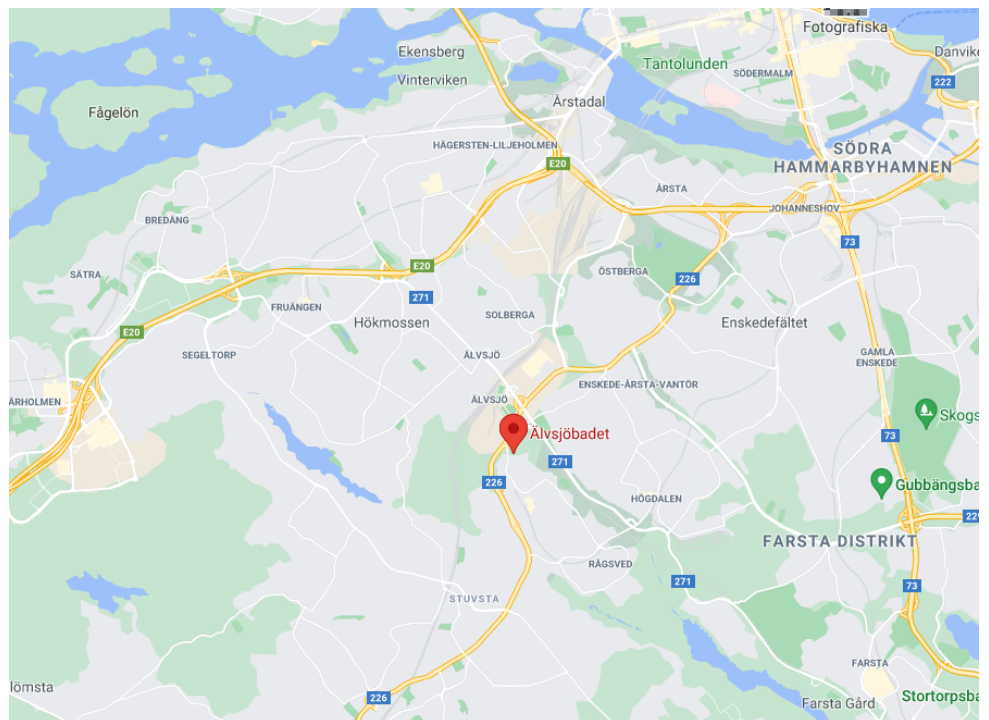 Fotografiska
Ekensberg
Danvik
Tantolunden
SÖDERMALM
Vinterviken
222
Årstadal
Fågelön
HÄGERSTEN-LILJEHOLMEN
SÖDRA
HAMMARBYHAMNEN
E20
ÅRSTA
JOHANNESHOV
BREDÄNG
73
E20
SÄTRA
ÖSTBERGA
226
271
FRUÄNGEN
SOLBERGA
Hökmossen
Enskedefältet
E20
SEGELTORP
ÄLVSJÖ
GAMLA
ENSKEDE
ENSKEDE-ÅRSTA-VANTÖR
ÄRHOLMEN
ÄLVSJÖ
Skogs
Älvsjöbadet
73
271
226
Gubbängsba
HÖGDALEN
229
FARSTA DISTRIKT
RÅGSVED
271
73
STUVSTA
FARSTA
lömsta
226
Farsta Gård
Stortorpsba